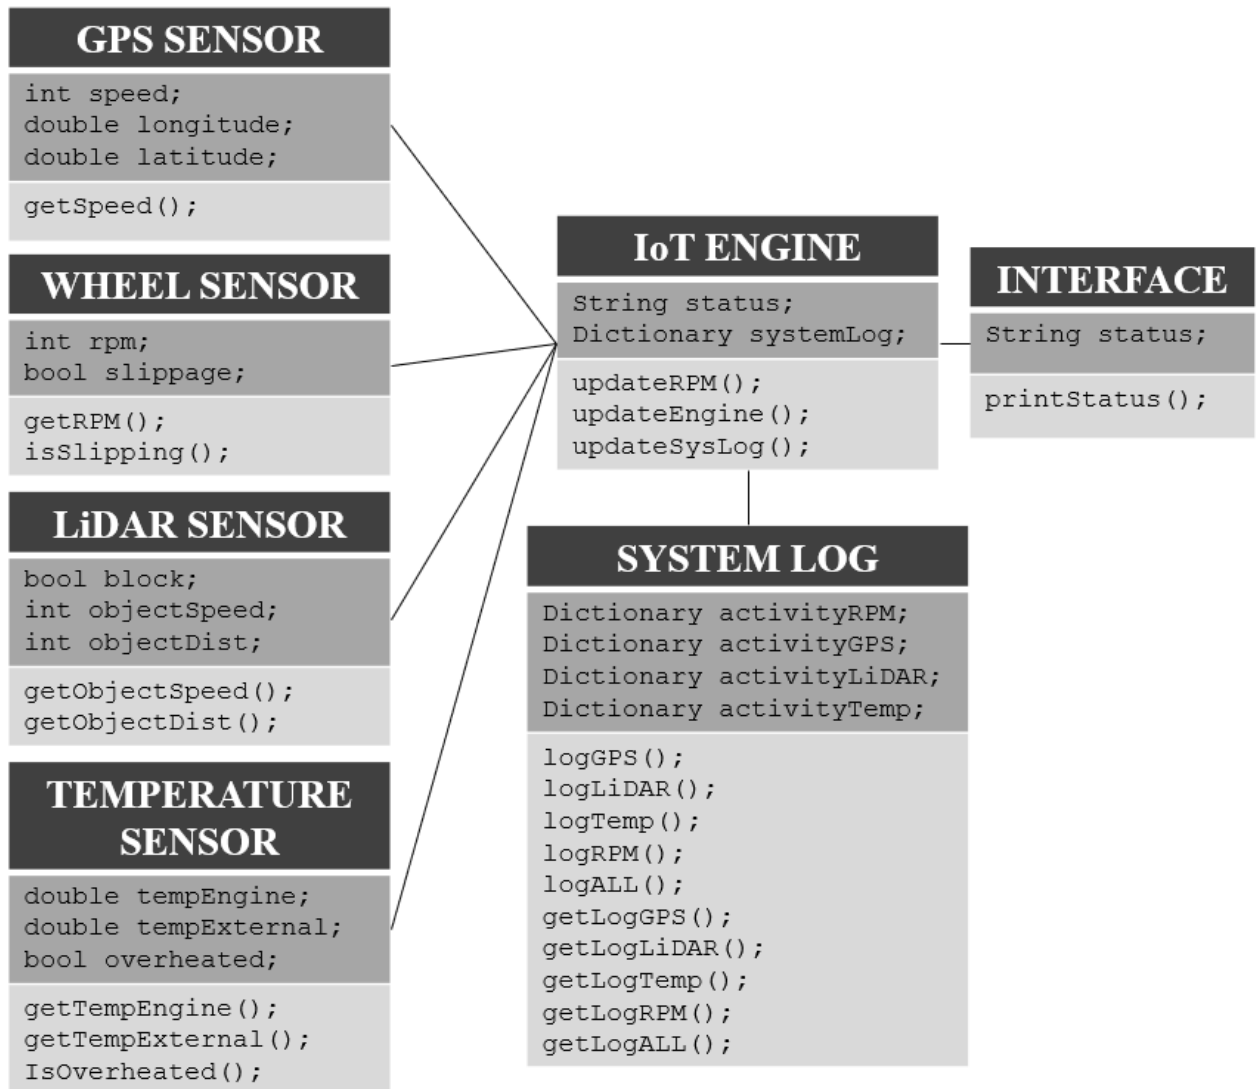 GPS SENSOR
int speed;
double longitude;
double latitude;
getSpeed();
WHEEL SENSOR
int rpm;
bool slippage;
getRPM();
isSlipping();
LiDAR SENSOR
bool block;
int objectSpeed;
int objectDist;
getObjectSpeed();
getObjectDist();
TEMPERATURE
SENSOR
double tempEngine;
double tempExternal;
bool overheated;
getTempEngine();
getTempExternal();
IsOverheated();
IoT ENGINE
String status;
Dictionary systemLog;
updateRPM();
updateEngine();
updateSysLog();
INTERFACE
String status;
printStatus();
SYSTEM LOG
Dictionary activityRPM;
Dictionary activityGPS;
Dictionary activityLiDAR;
Dictionary activityTemp;
logGPS();
logLiDAR();
logTemp();
logRPM();
logALL();
getLogGPS();
getLogLiDAR();
getLogTemp();
getLogRPM();
getLogALL();